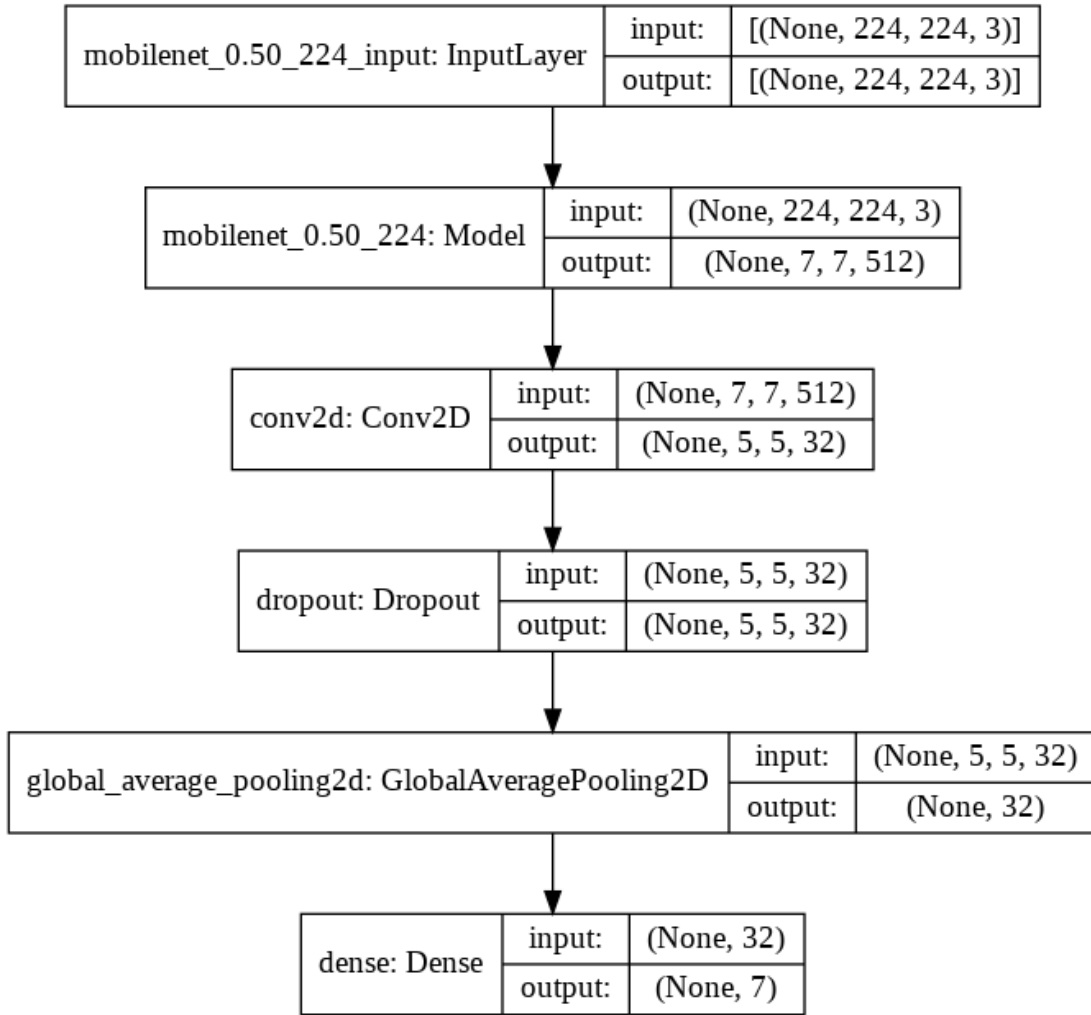 mobilenet_0.50_224_input: InputLayer
input: [(None, 224, 224, 3)]
output: [(None, 224, 224, 3)]
mobilenet_0.50_224: Model
input: (None, 224, 224, 3)
output: (None, 7, 7, 512)
conv2d: Conv2D
input: (None, 7, 7, 512)
output: (None, 5, 5, 32)
dropout: Dropout
input: (None, 5, 5, 32)
output: (None, 5, 5, 32)
global_average_pooling2d: GlobalAveragePooling2D
input: (None, 5, 5, 32)
output: (None, 32)
dense: Dense
input: (None, 32)
output: (None, 7)